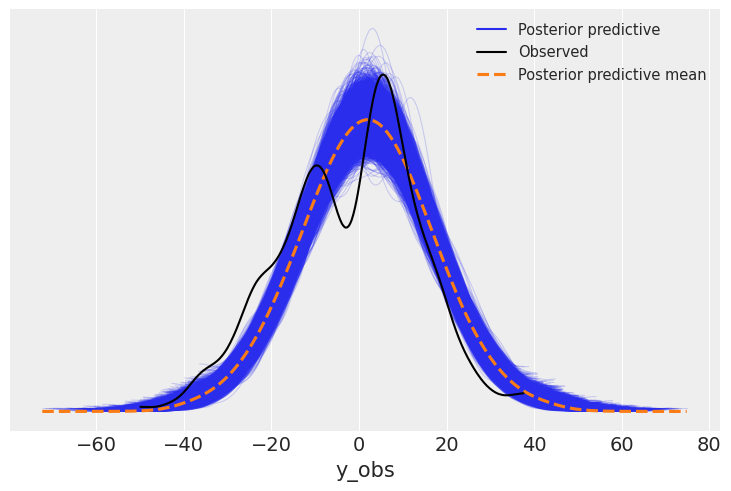 Posterior predictive
Observed
Posterior predictive mean
−60 −40 −20 0 20 40 60 80
y_obs